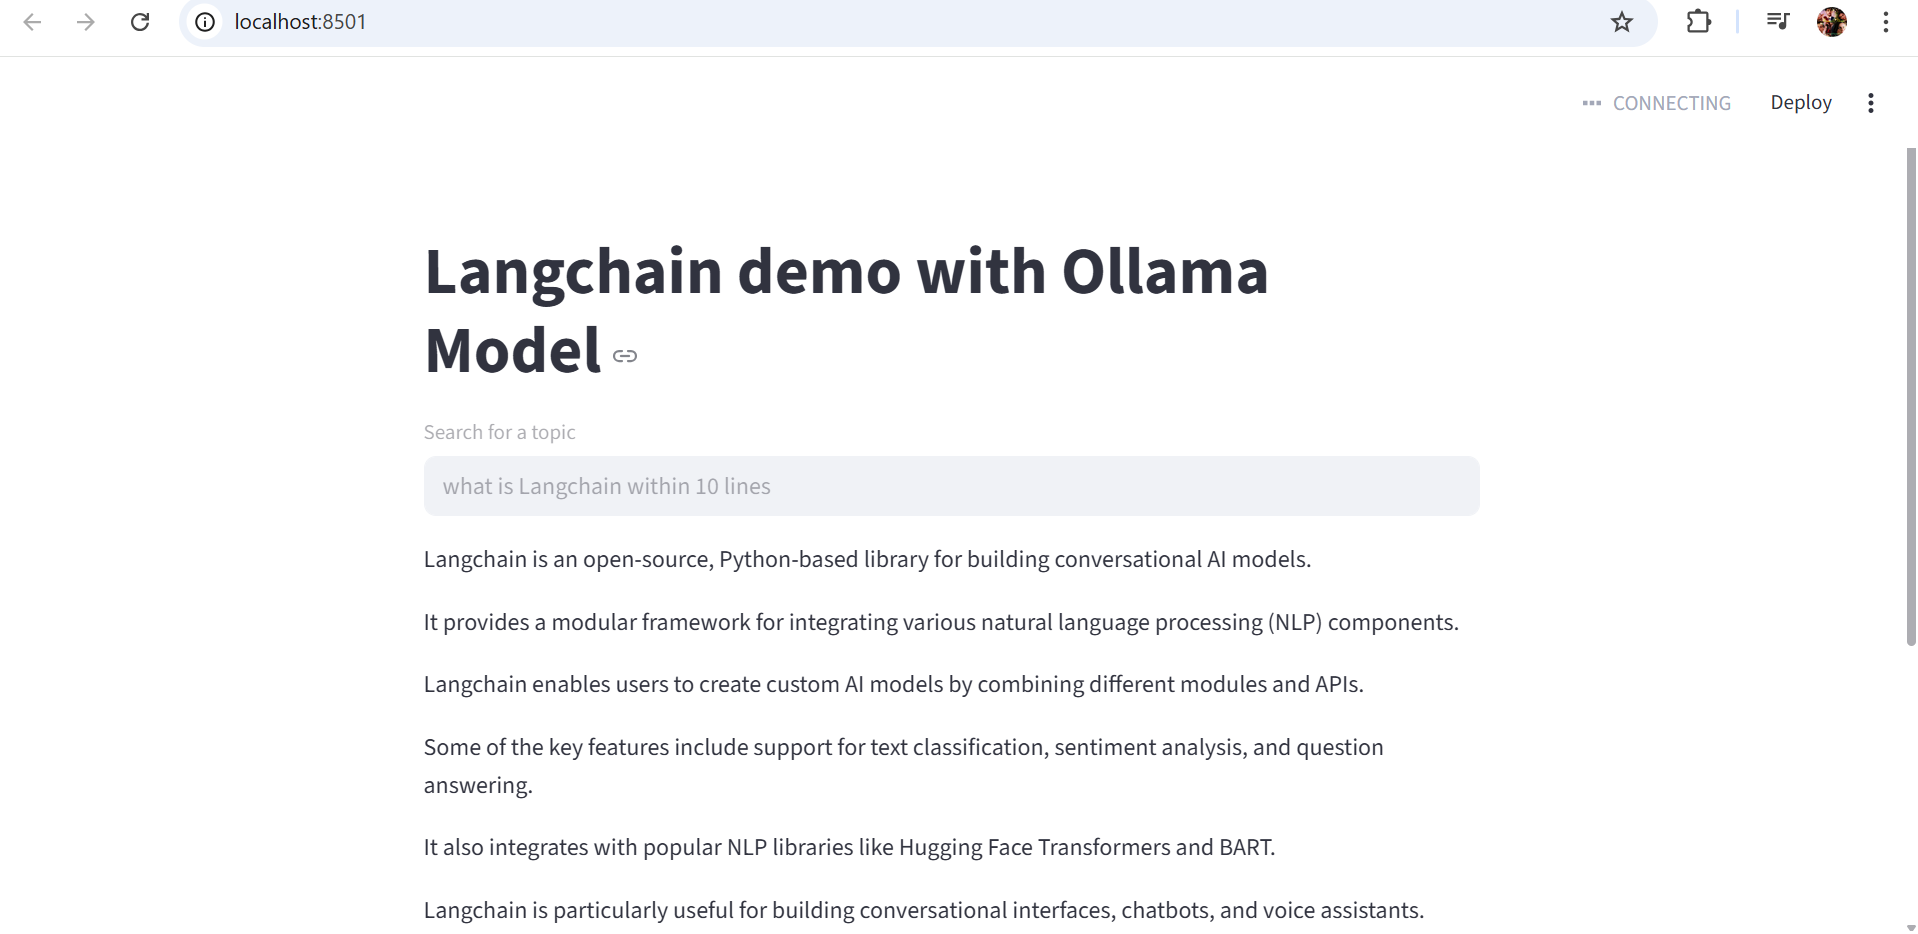 localhost:8501
CONNECTING
Deploy
Langchain demo with Ollama
Model
Search for a topic
what is Langchain within 10 lines
Langchain is an open-source, Python-based library for building conversational AI models.
It provides a modular framework for integrating various natural language processing (NLP) components.
Langchain enables users to create custom AI models by combining different modules and APIs.
Some of the key features include support for text classification, sentiment analysis, and question
answering.
It also integrates with popular NLP libraries like Hugging Face Transformers and BART.
Langchain is particularly useful for building conversational interfaces, chatbots, and voice assistants.